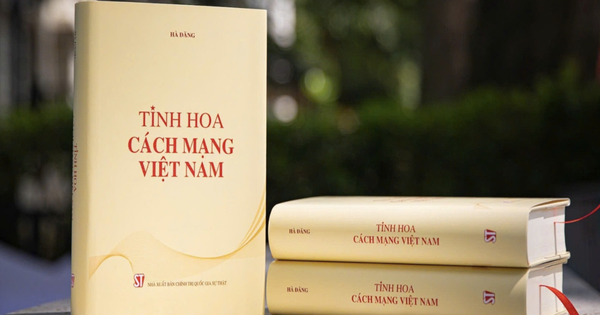 HÀ ĐĂNG
TINH HOA
CÁCH MẠNG
VIỆT NAM
ST
NHÀ XUẤT BẢN CHÍNH TRỊ QUỐC GIA SỰ THẬT
HÀ ĐĂNG
TINH HOA
CÁCH MẠNG VIỆT NAM
ST
HÀ ĐĂNG
TINH HOA
CÁCH MẠNG VIỆT NAM
ST